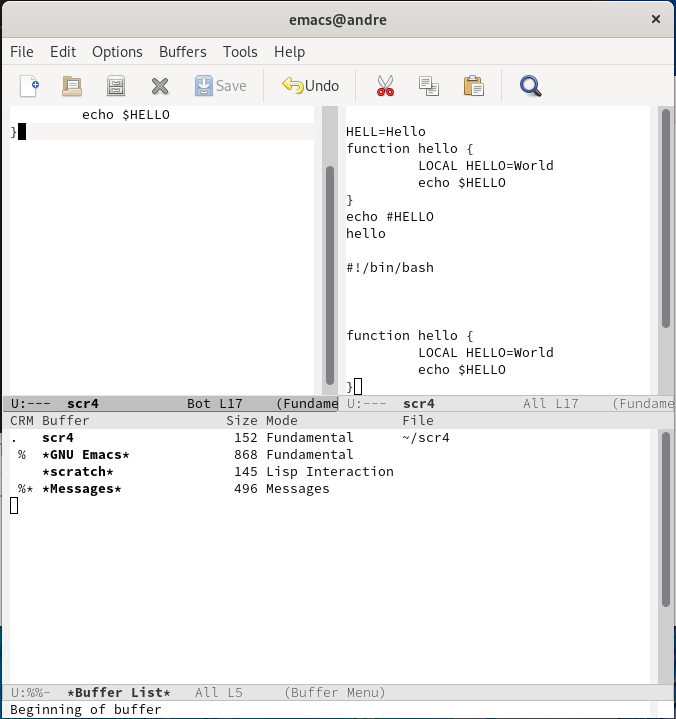 emacs@andre ×
File Edit Options Buffers Tools Help
Save Undo
echo $HELLO
}
HELL=Hello
function hello {
LOCAL HELLO=World
echo $HELLO
}
echo #HELLO
hello
#!/bin/bash
function hello {
LOCAL HELLO=World
echo $HELLO
}
U:--- scr4 Bot L17 (Fundame
U:--- scr4 All L17 (Fundame
CRM Buffer Size Mode File
. scr4 152 Fundamental ~/scr4
% *GNU Emacs* 868 Fundamental
*scratch* 145 Lisp Interaction
%* *Messages* 496 Messages
U:%%- *Buffer List* All L5 (Buffer Menu)
Beginning of buffer